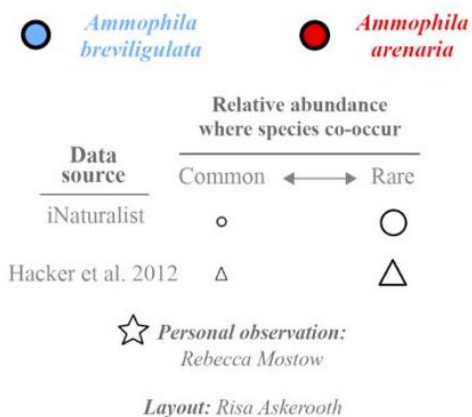 Ammophila breviligulata
Ammophila arenaria
Relative abundance
where species co-occur
Data
source
Common
Rare
iNaturalist
Hacker et al. 2012
Personal observation:
Rebecca Mostow
Layout: Risa Askerooth